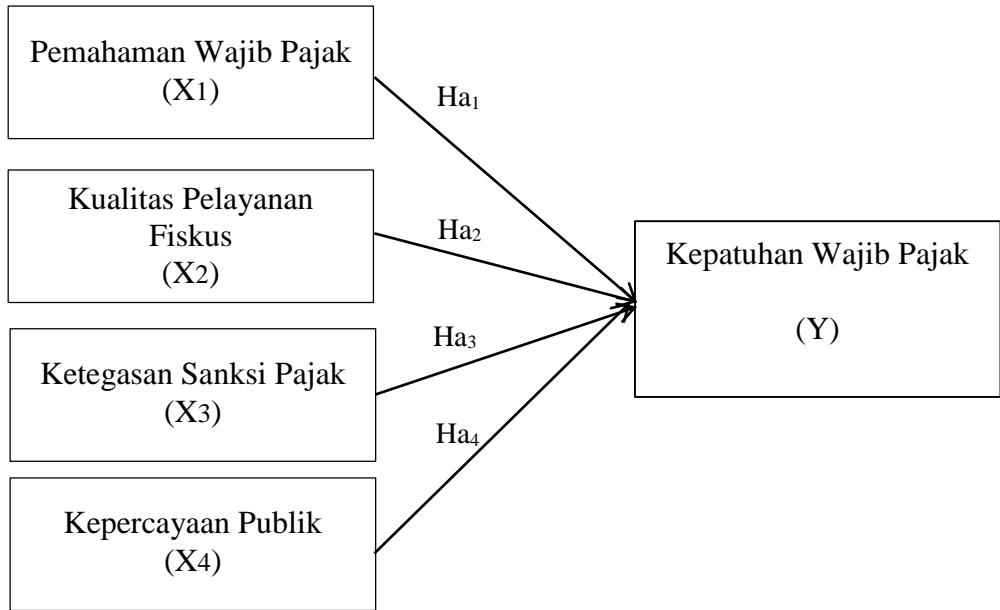 Pemahaman Wajib Pajak
(X1)
Ha1
Kualitas Pelayanan
Fiskus
(X2)
Ha2
Kepatuhan Wajib Pajak
(Y)
Ketegasan Sanksi Pajak
(X3)
Ha3
Kepercayaan Publik
(X4)
Ha4